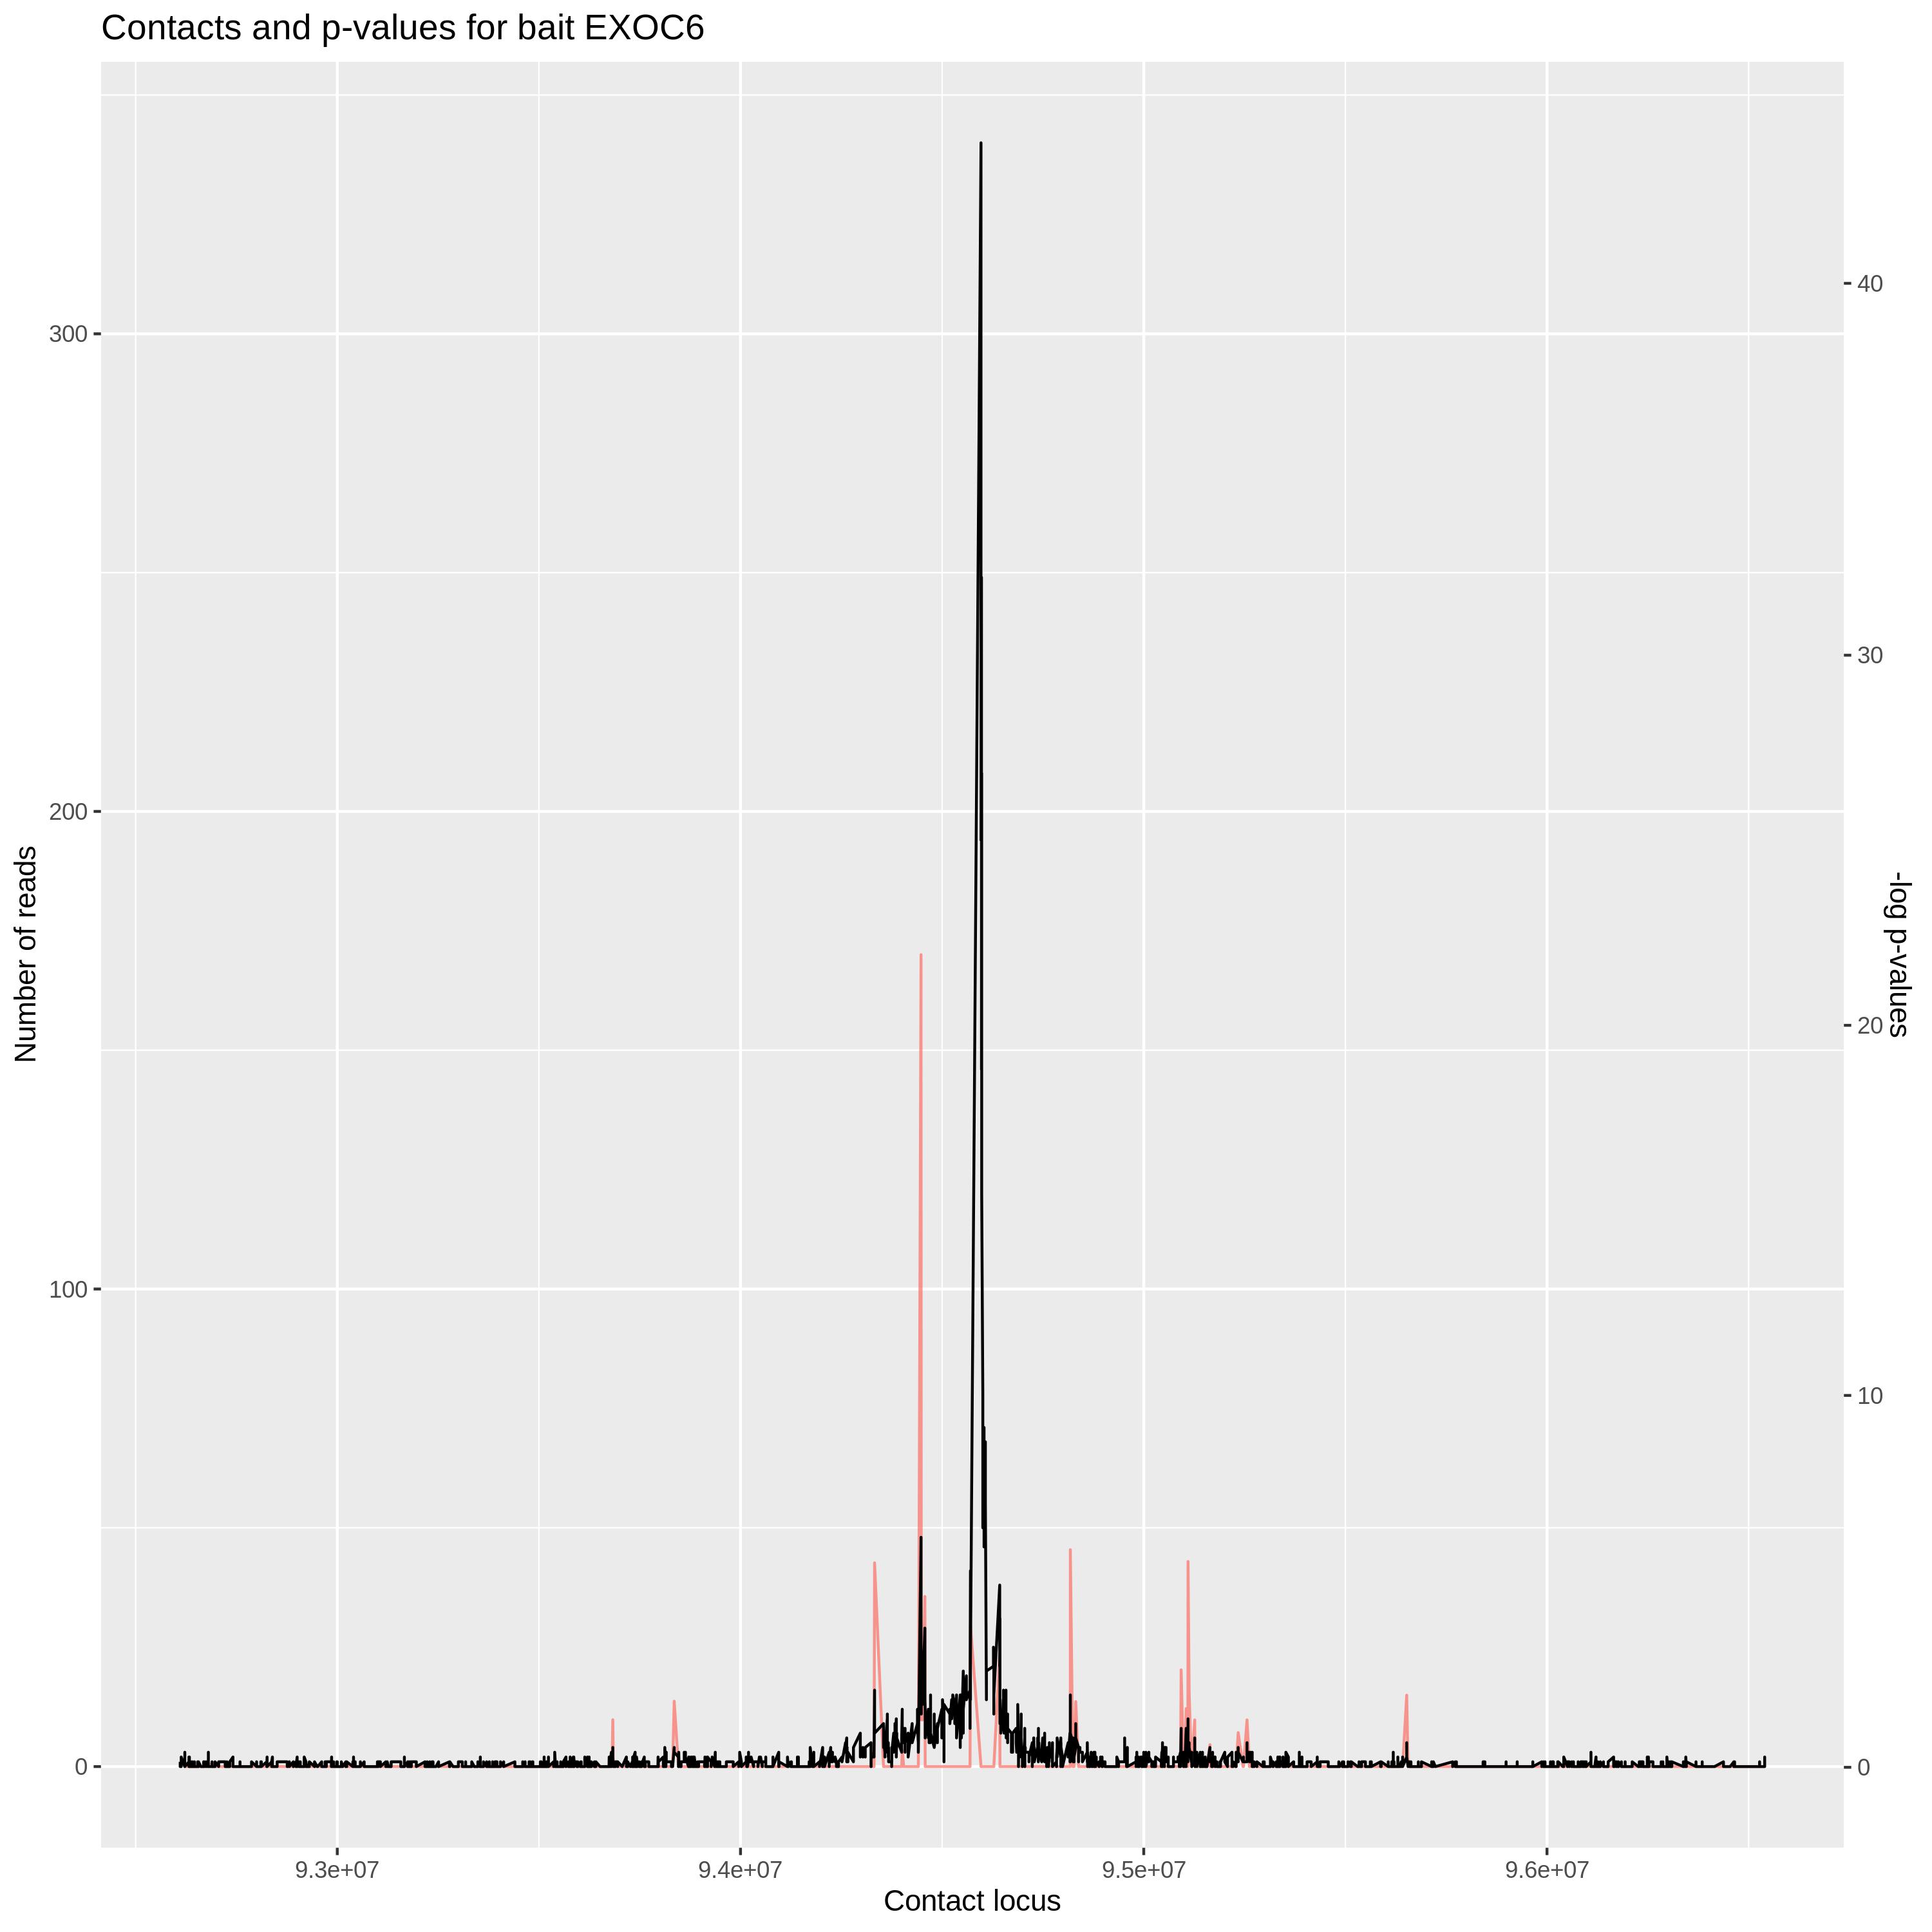 Contacts and p-values for bait EXOC6
Number of reads
300
200
100
0
40
30
20
10
0
-log p-values
9.3e+07 9.4e+07 9.5e+07 9.6e+07
Contact locus